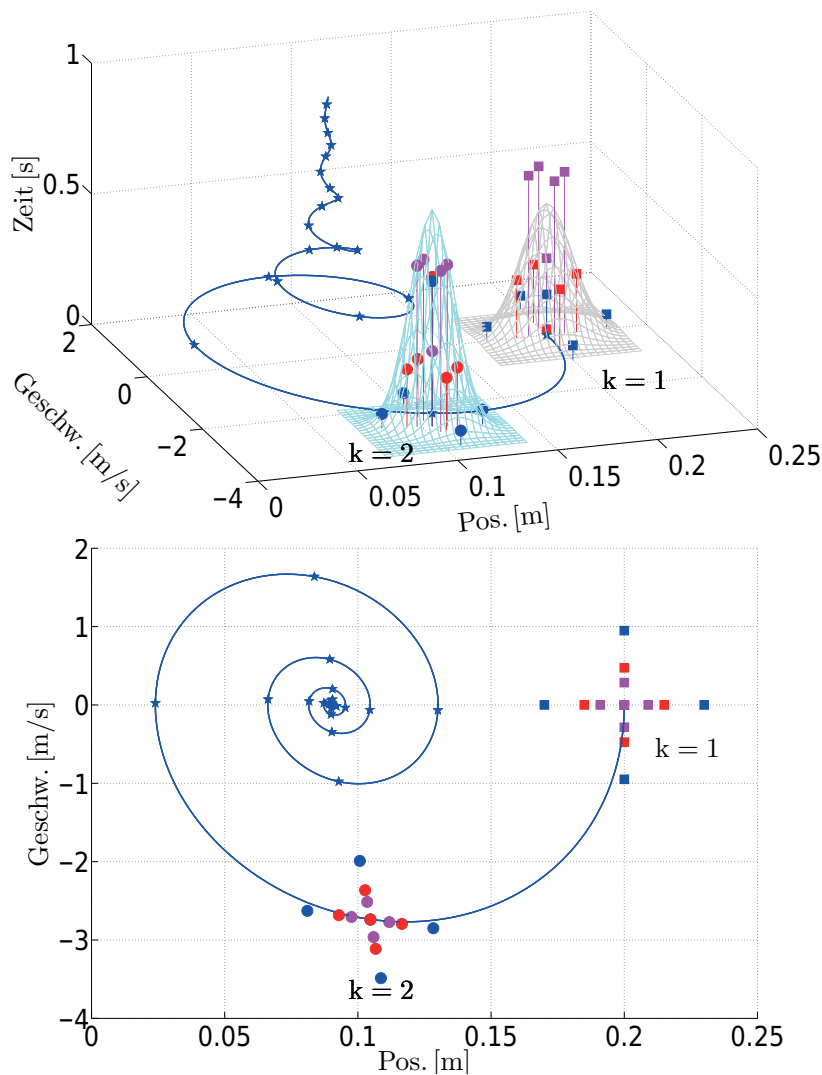 1
0.5
0
Zeit [s]
2
0
−2
−4
Geschw. [m/s]
k = 1
k = 2
0
0.05
0.1
0.15
0.2
0.25
Pos. [m]
2
1
0
−1
−2
−3
−4
Geschw. [m/s]
k = 1
k = 2
0
0.05
0.1
0.15
0.2
0.25
Pos. [m]